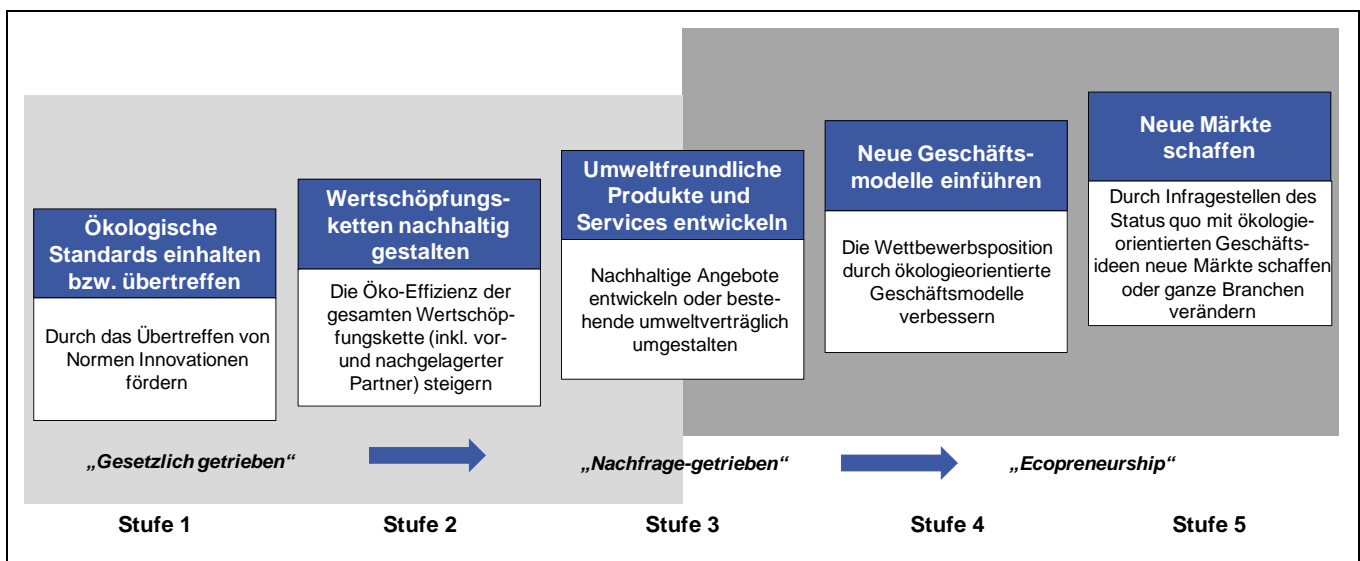 Ökologische
Standards einhalten
bzw. übertreffen
Durch das Übertreffen von
Normen Innovationen
fördern
Wertschöpfungs-
ketten nachhaltig
gestalten
Die Öko-Effizienz der
gesamten Wertschöp-
fungskette (inkl. vor-
und nachgelagerter
Partner) steigern
Umweltfreundliche
Produkte und
Services entwickeln
Nachhaltige Angebote
entwickeln oder beste-
hende umweltverträglich
umgestalten
Neue Geschäfts-
modelle einführen
Die Wettbewerbsposition
durch ökologieorientierte
Geschäftsmodelle
verbessern
Neue Märkte
schaffen
Durch Infragestellen des
Status quo mit ökologie-
orientierten Geschäfts-
ideen neue Märkte schaffen
oder ganze Branchen
verändern
„Gesetzlich getrieben“
„Nachfrage-getrieben“
„Ecopreneurship“
Stufe 1
Stufe 2
Stufe 3
Stufe 4
Stufe 5